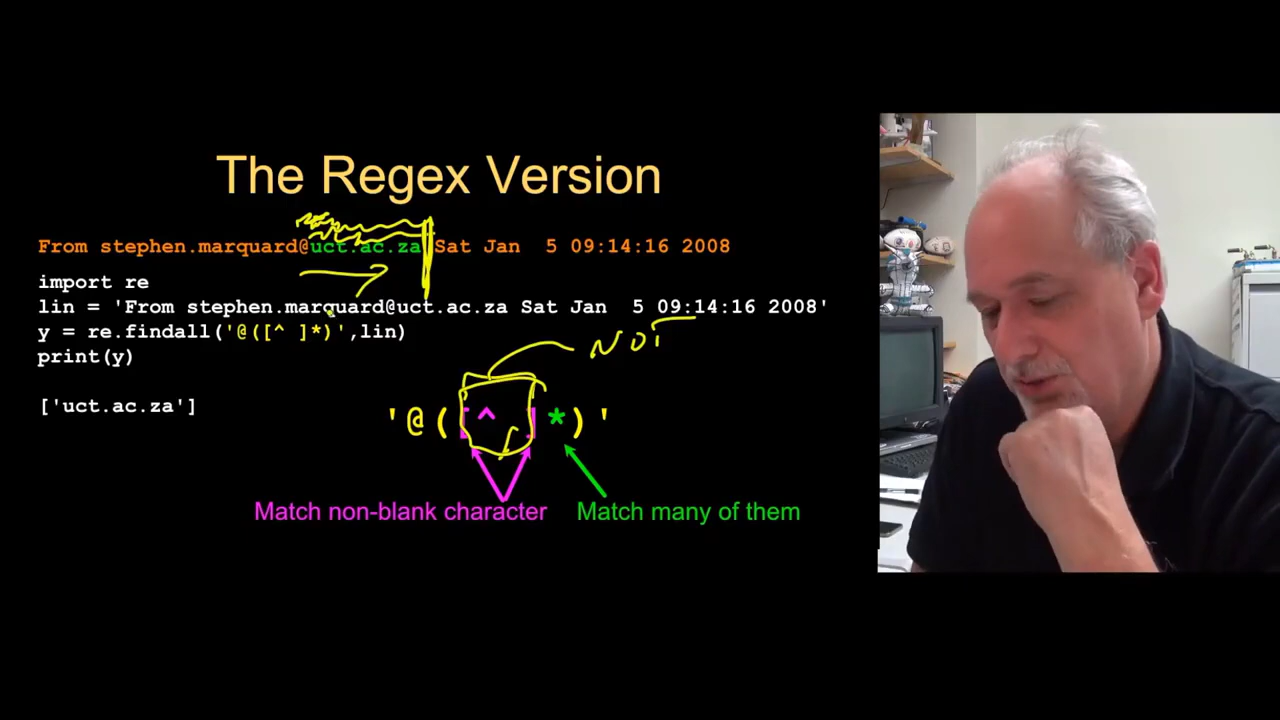 The Regex Version
From stephen.marquard@uct.ac.za Sat Jan  5 09:14:16 2008
import re
lin = 'From stephen.marquard@uct.ac.za Sat Jan  5 09:14:16 2008'
y = re.findall('@([^ ]*)',lin)
print(y)
NOT
['uct.ac.za']
'@([^ ]*)'
Match non-blank character
Match many of them